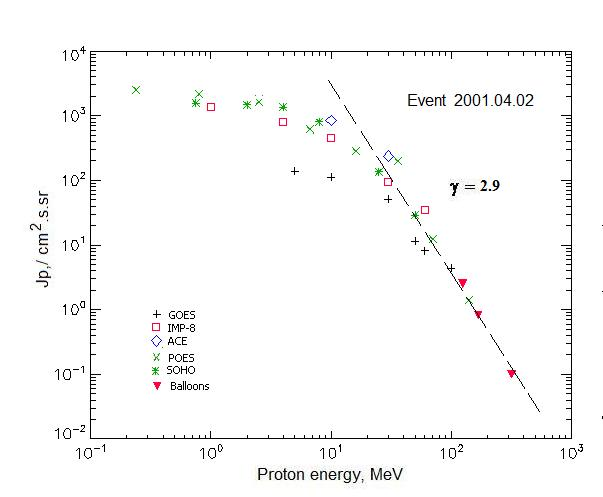 10^4
10^3
10^2
10^1
10^0
10^-1
10^-2
Jp,/ cm^2.s.sr
Event 2001.04.02
γ = 2.9
GOES
IMP-8
ACE
POES
SOHO
Balloons
10^-1 10^0 10^1 10^2 10^3
Proton energy, MeV